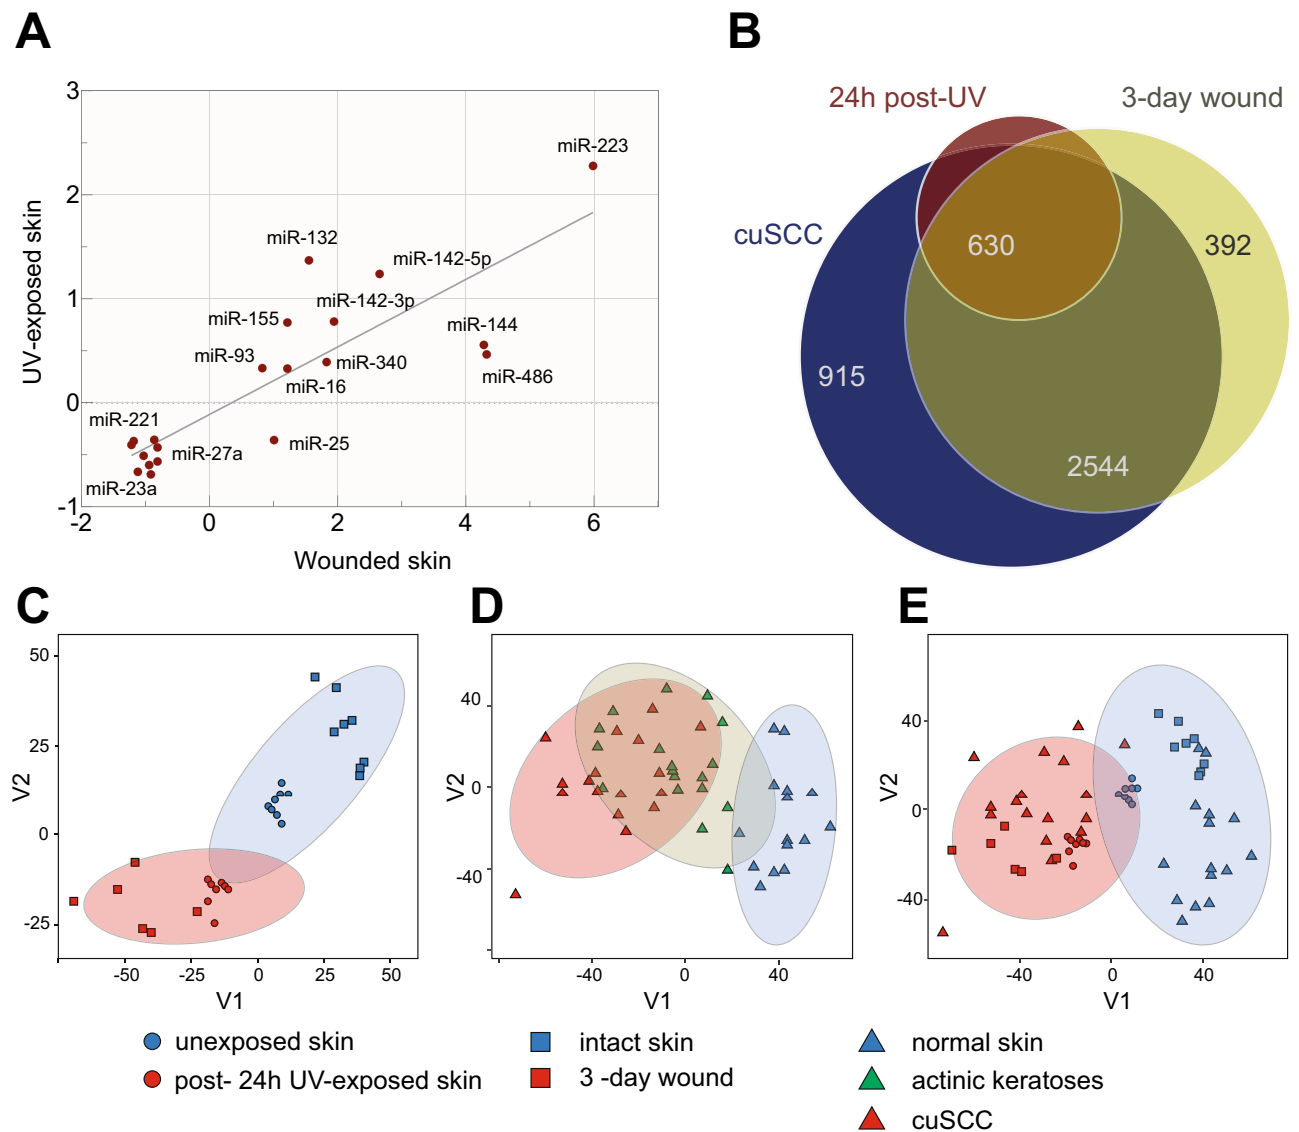 A
B
3
2
1
0
-1
-2
0
2
4
6
UV-exposed skin
Wounded skin
miR-223
miR-132
miR-142-5p
miR-142-3p
miR-155
miR-144
miR-93
miR-340
miR-486
miR-16
miR-221
miR-25
miR-27a
miR-23a
24h post-UV
3-day wound
cuSCC
630
392
915
2544
C
D
E
50
25
0
-25
V2
-50
-25
0
25
50
V1
40
0
-40
V2
-40
0
40
V1
40
0
-40
V2
-40
0
40
V1
unexposed skin
intact skin
normal skin
post- 24h UV-exposed skin
3 -day wound
actinic keratoses
cuSCC